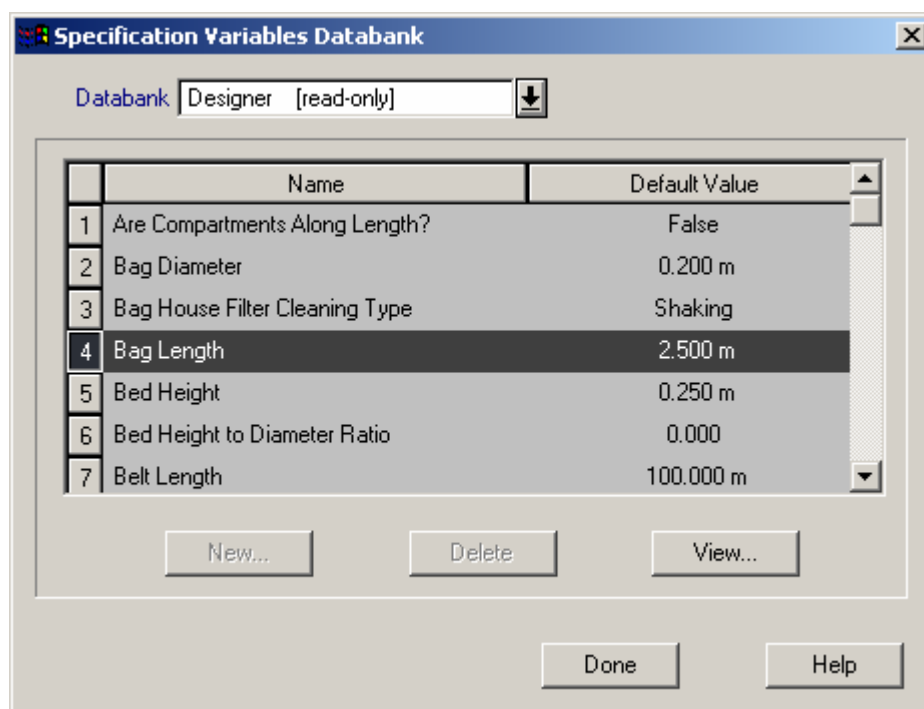 Specification Variables Databank
Databank Designer [read-only]
Name Default Value
1 Are Compartments Along Length? False
2 Bag Diameter 0.200 m
3 Bag House Filter Cleaning Type Shaking
4 Bag Length 2.500 m
5 Bed Height 0.250 m
6 Bed Height to Diameter Ratio 0.000
7 Belt Length 100.000 m
New... Delete View...
Done Help